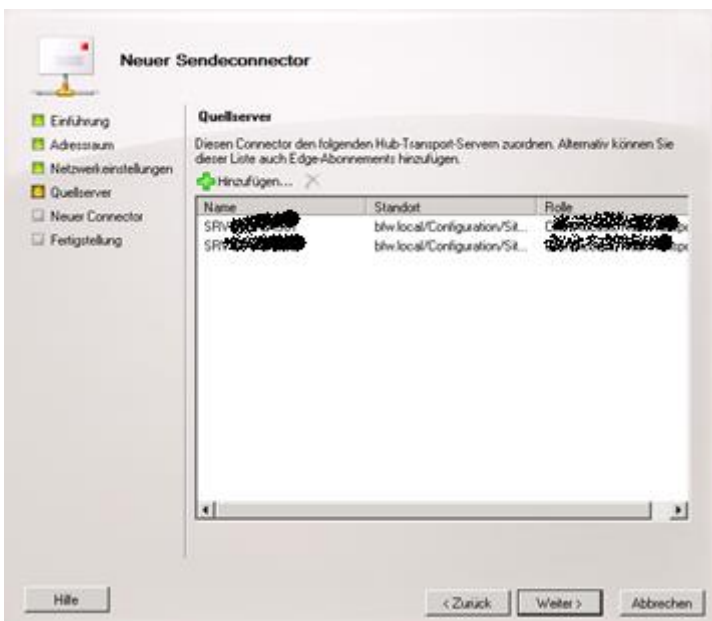 Neuer Sendeconnector
Einführung
Adressraum
Netzwerkeinstellungen
Quellserver
Neuer Connector
Fertigstellung
Quellserver
Diesen Connector den folgenden Hub-Transport-Servern zuordnen. Alternativ können Sie
dieser Liste auch Edge-Abonnements hinzufügen.
Hinzufügen...
Name Standort Rolle
bfw.local/Configuration/Sit...
bfw.local/Configuration/Sit...
Hilfe
< Zurück Weiter > Abbrechen